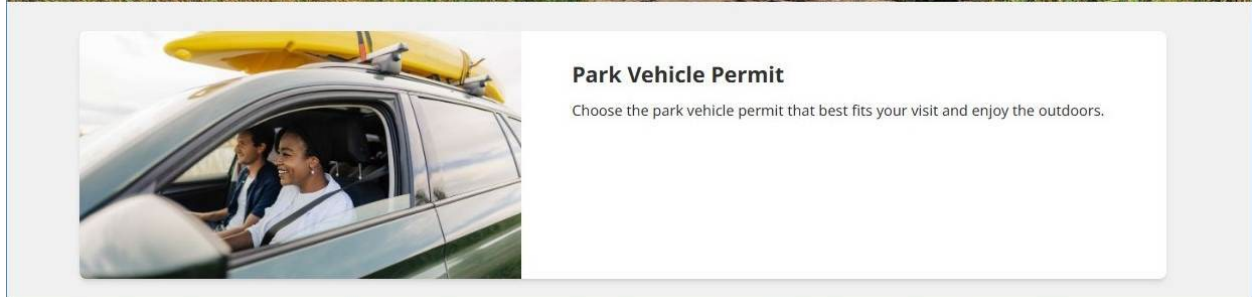 Park Vehicle Permit
Choose the park vehicle permit that best fits your visit and enjoy the outdoors.